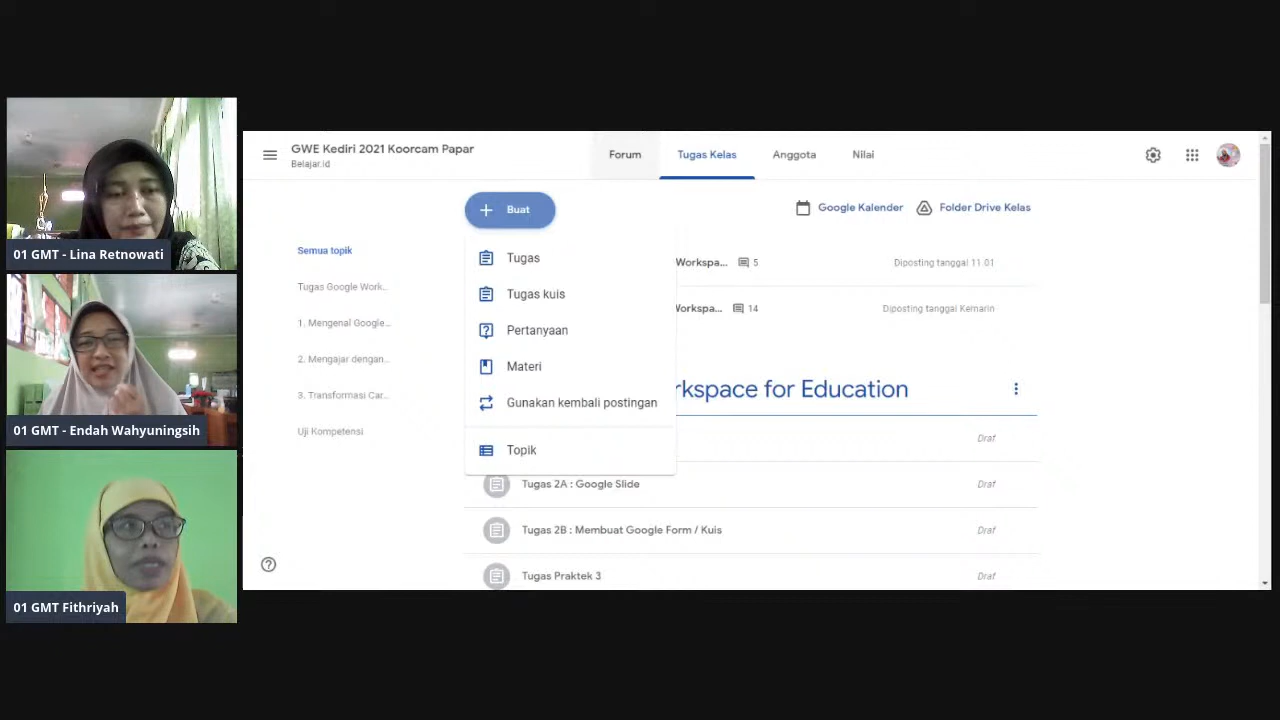 01 GMT - Lina Retnowati
01 GMT - Endah Wahyuningsih
01 GMT Fithriyah
GWE Kediri 2021 Koorcam Papar
Belajar.id
Forum
Tugas Kelas
Anggota
Nilai
Buat
Google Kalender
Folder Drive Kelas
Semua topik
Tugas Google Work...
1. Mengenal Google...
2. Mengajar dengan...
3. Transformasi Car...
Uji Kompetensi
Tugas
Tugas kuis
Pertanyaan
Materi
Gunakan kembali postingan
Topik
Workspa... 5 Diposting tanggal 11.01
Workspa... 14 Diposting tanggal Kemarin
rkspace for Education
Draf
Tugas 2A : Google Slide Draf
Tugas 2B : Membuat Google Form / Kuis Draf
Tugas Praktek 3 Draf